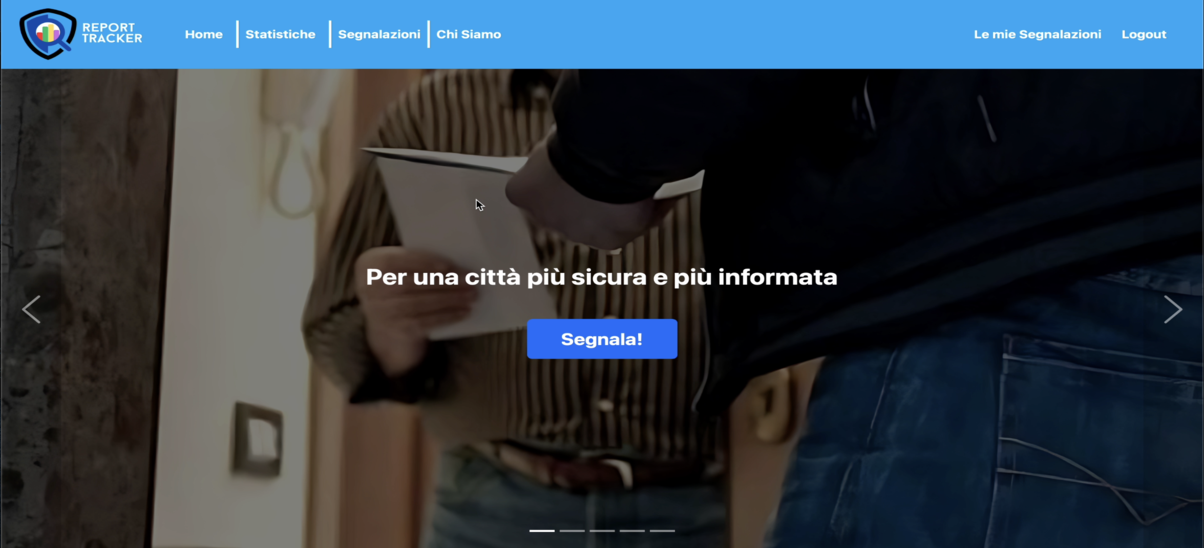 REPORT
TRACKER
Home
Statistiche
Segnalazioni
Chi Siamo
Le mie Segnalazioni
Logout
Per una città più sicura e più informata
Segnala!